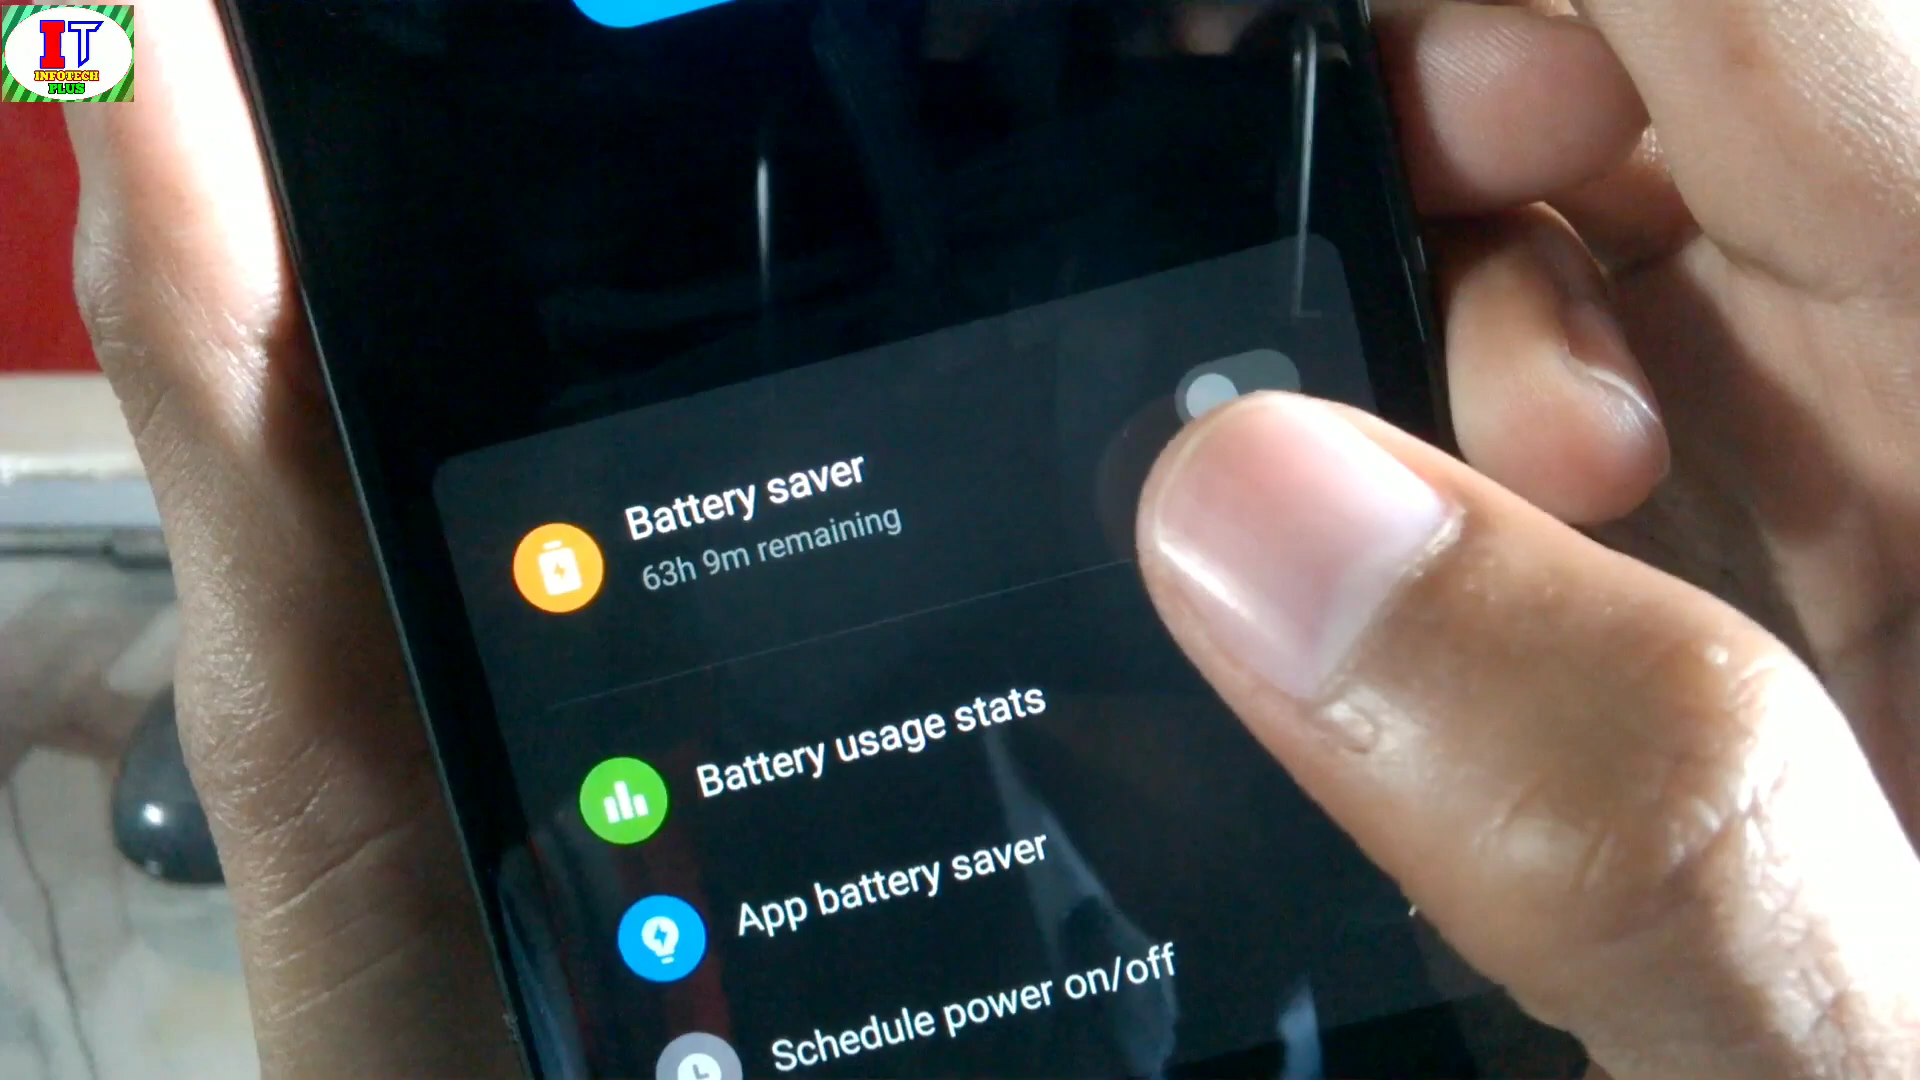 IT
INFOTECH
PLUS
Battery saver
63h 9m remaining
Battery usage stats
App battery saver
Schedule power on/off